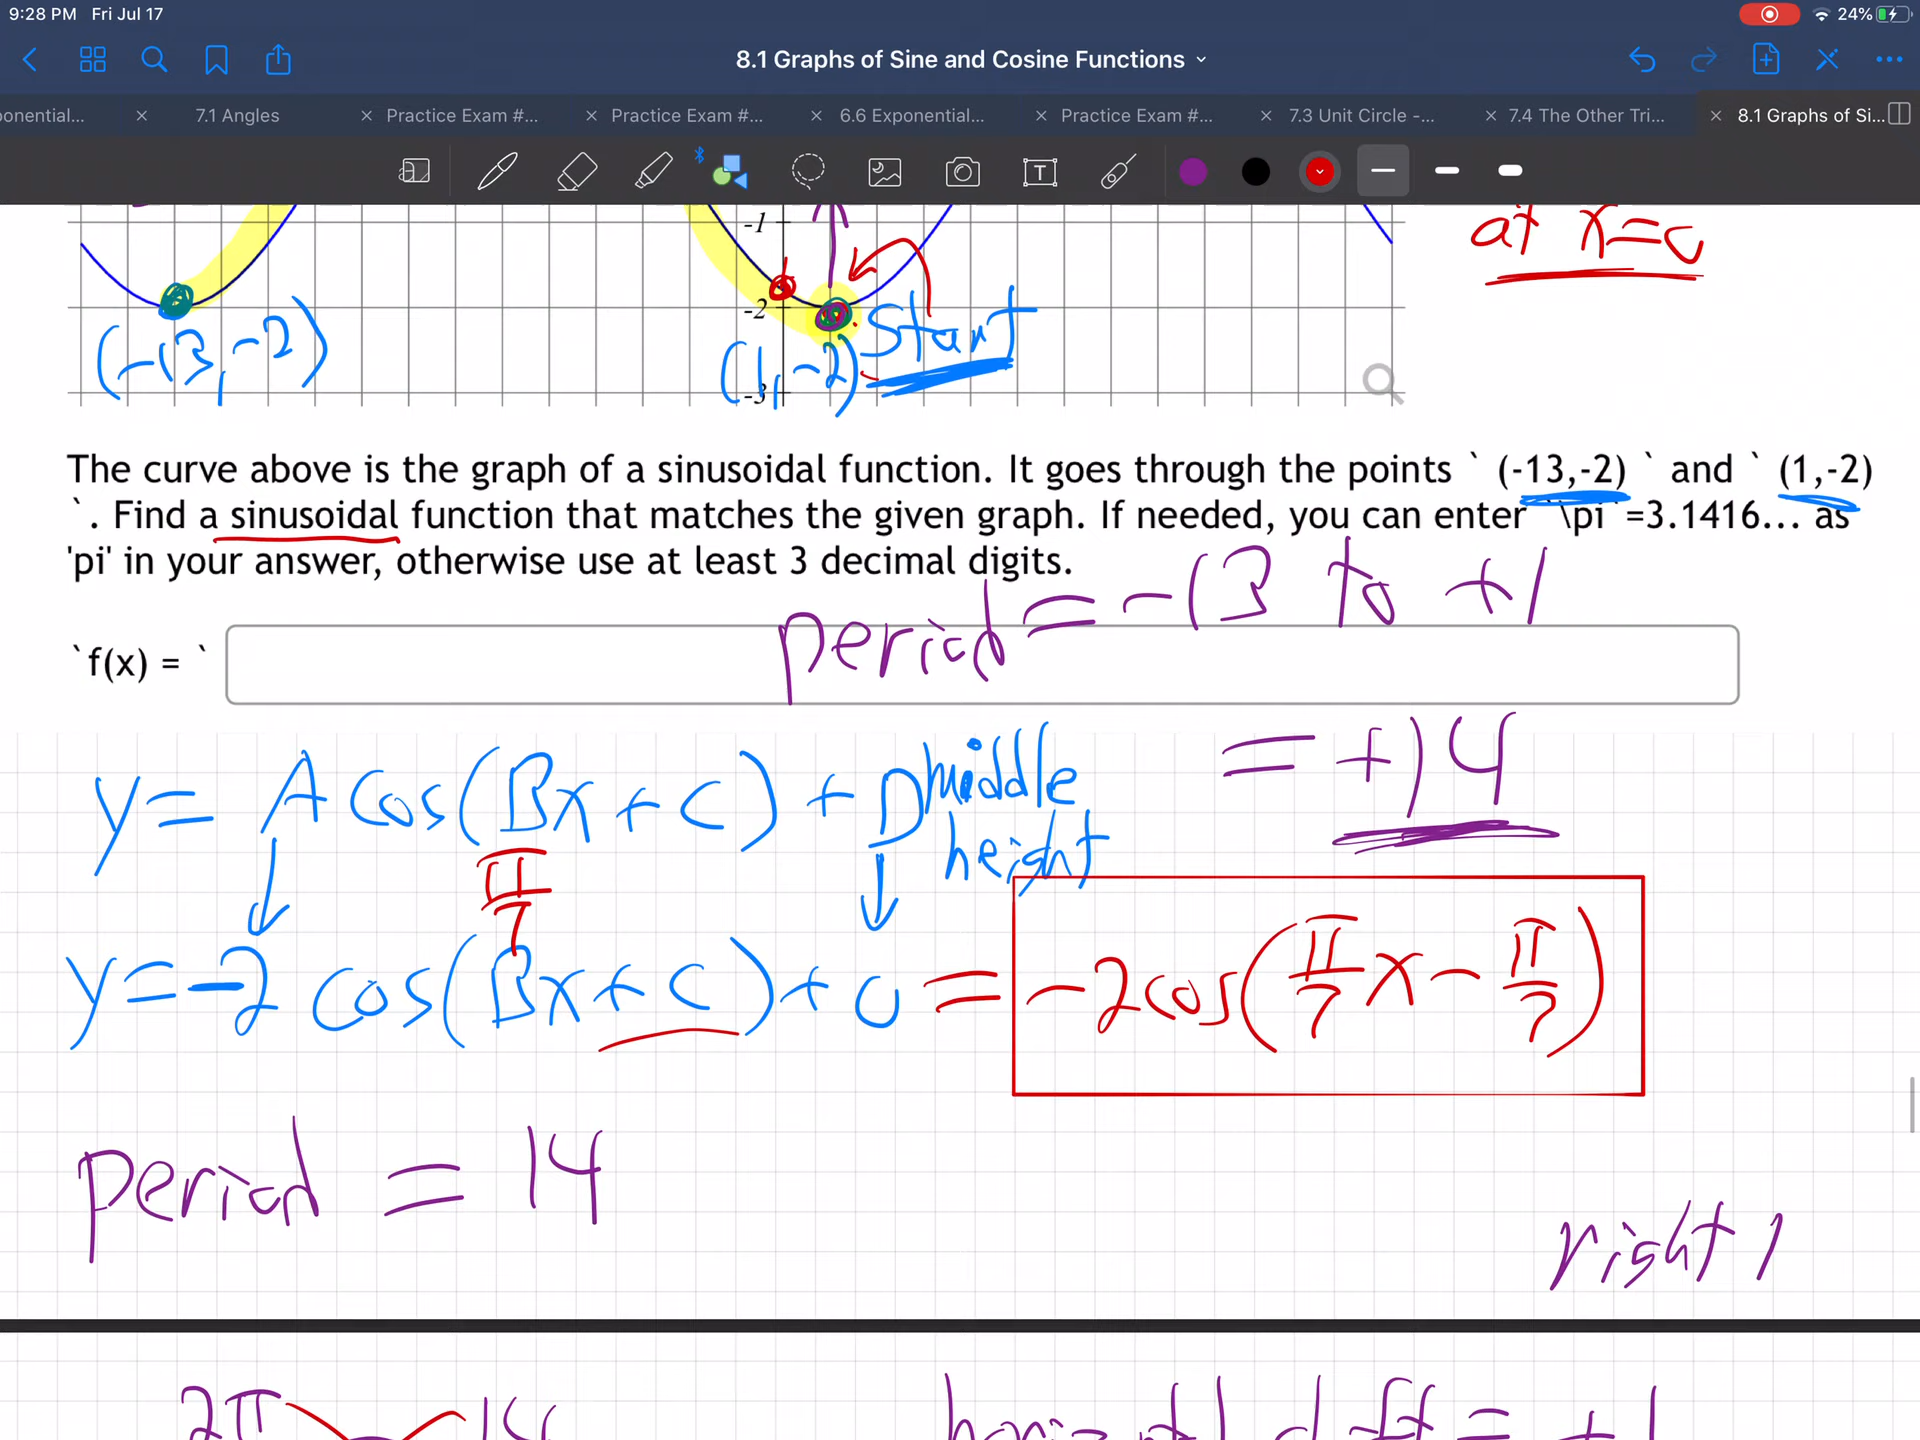 9:28 PM Fri Jul 17
24%
8.1 Graphs of Sine and Cosine Functions
onential...
7.1 Angles
Practice Exam #...
Practice Exam #...
6.6 Exponential...
Practice Exam #...
7.3 Unit Circle -...
7.4 The Other Tri...
8.1 Graphs of Si...
T
-1
at x=0
-2
Start
(-13,-2)
(1,-2)
-3
The curve above is the graph of a sinusoidal function. It goes through the points ` (-13,-2) ` and ` (1,-2)
`. Find a sinusoidal function that matches the given graph. If needed, you can enter `\pi`=3.1416... as
'pi' in your answer, otherwise use at least 3 decimal digits.
period = -13 to +1
`f(x) = `
= +14
y = A cos(Bx + C) + D middle height
π/7
y = -2 cos(Bx + C) + 0 = -2cos(π/7 x - π/7)
period = 14
right 1
2π 14
horizontal shift = +1